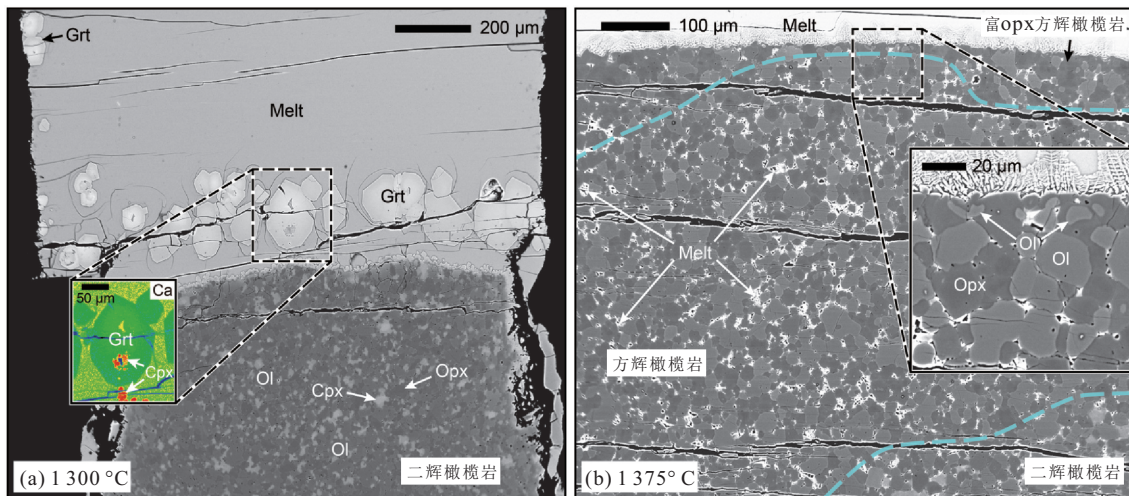 Grt
200 μm
Melt
Grt
50 μm
Ca
Grt
Cpx
Ol
Cpx
Opx
Ol
(a) 1 300 °C
二辉橄榄岩
100 μm
Melt
富opx方辉橄榄岩
20 μm
Melt
Ol
Ol
Opx
方辉橄榄岩
(b) 1 375° C
二辉橄榄岩